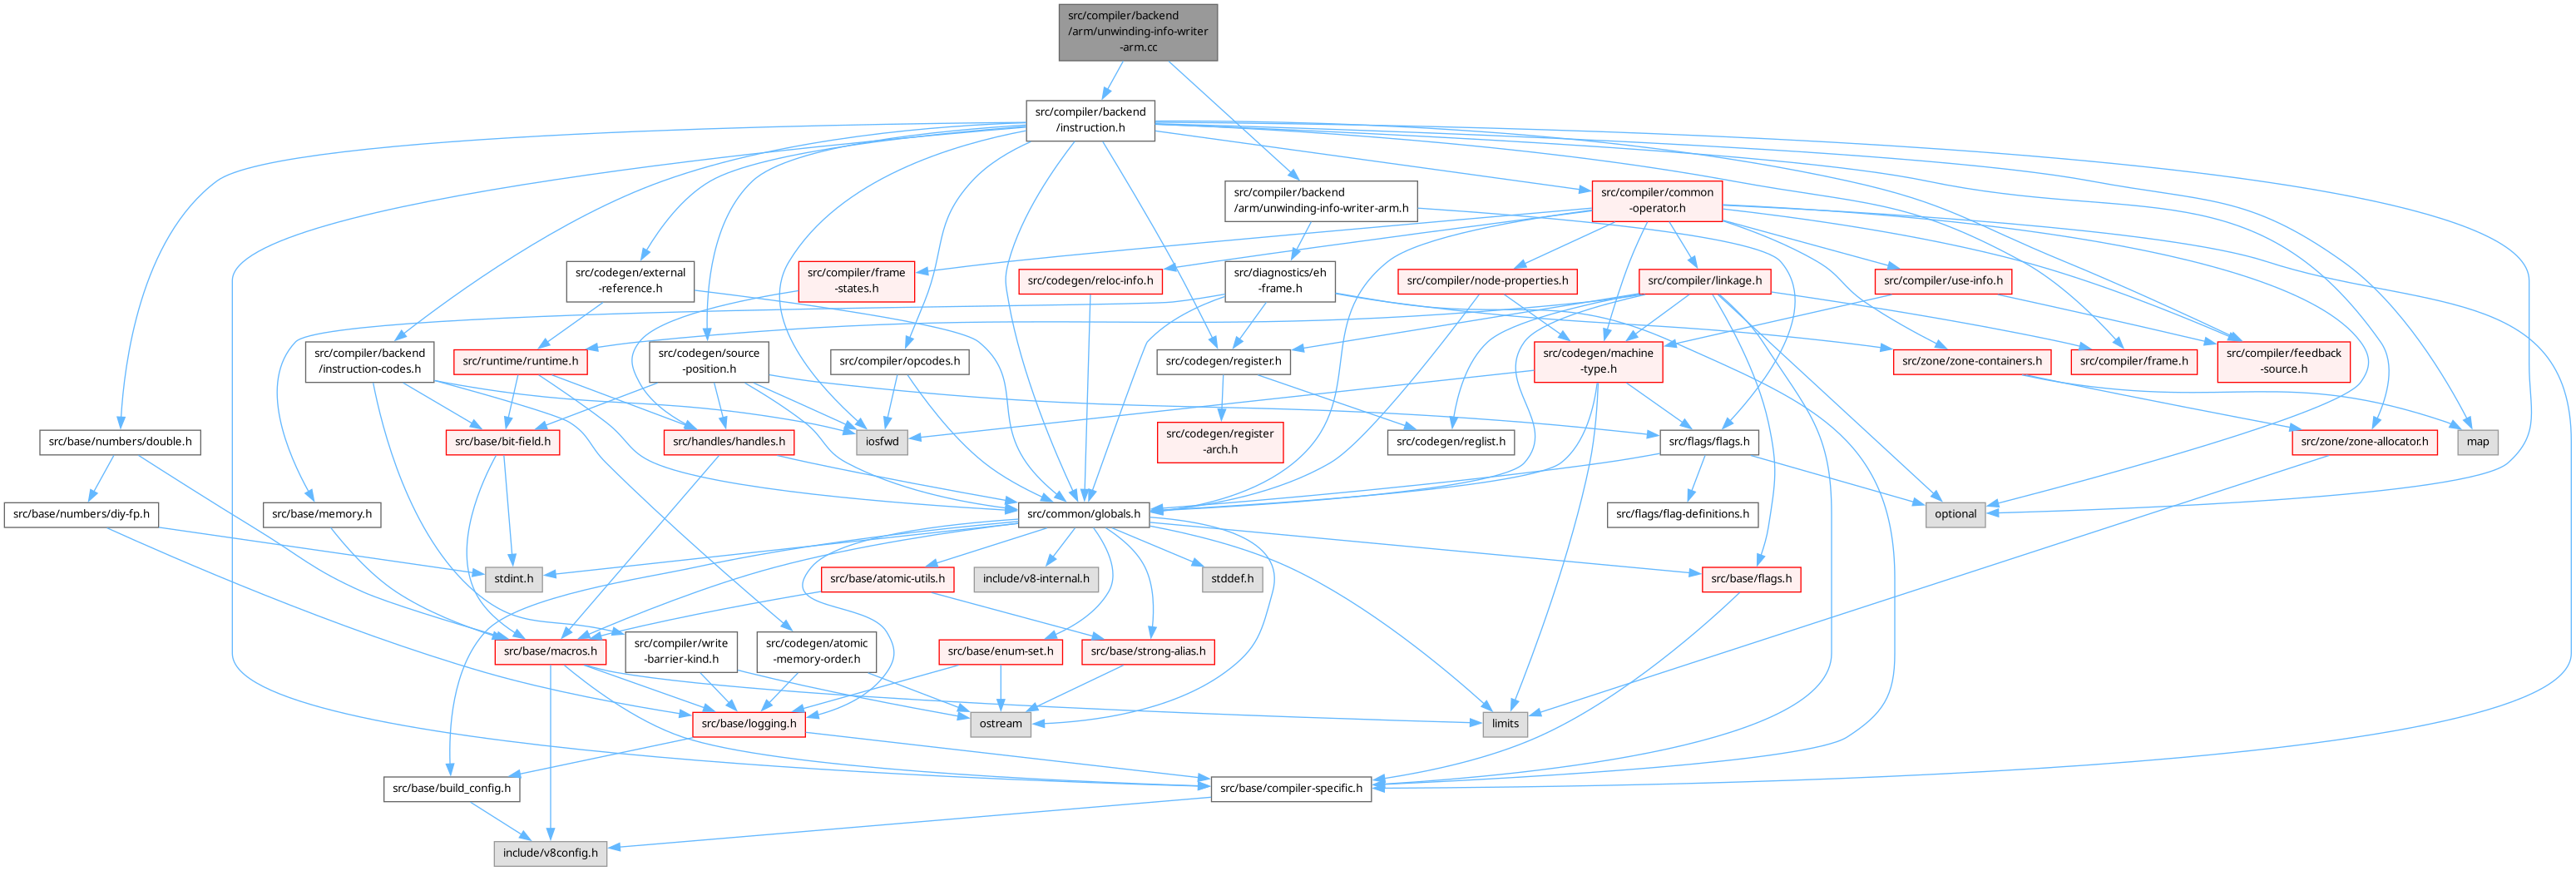 src/compiler/backend
/arm/unwinding-info-writer
-arm.cc
src/compiler/backend
/instruction.h
src/compiler/backend
/arm/unwinding-info-writer-arm.h
src/compiler/common
-operator.h
src/codegen/external
-reference.h
src/compiler/frame
-states.h
src/codegen/reloc-info.h
src/diagnostics/eh
-frame.h
src/compiler/node-properties.h
src/compiler/linkage.h
src/compiler/use-info.h
src/compiler/backend
/instruction-codes.h
src/runtime/runtime.h
src/codegen/source
-position.h
src/compiler/opcodes.h
src/codegen/register.h
src/codegen/machine
-type.h
src/zone/zone-containers.h
src/compiler/frame.h
src/compiler/feedback
-source.h
src/base/numbers/double.h
src/base/bit-field.h
src/handles/handles.h
iosfwd
src/codegen/register
-arch.h
src/codegen/reglist.h
src/flags/flags.h
src/zone/zone-allocator.h
map
src/base/numbers/diy-fp.h
src/base/memory.h
src/common/globals.h
src/flags/flag-definitions.h
optional
stdint.h
src/base/atomic-utils.h
include/v8-internal.h
stddef.h
src/base/flags.h
src/base/macros.h
src/compiler/write
-barrier-kind.h
src/codegen/atomic
-memory-order.h
src/base/enum-set.h
src/base/strong-alias.h
src/base/logging.h
ostream
limits
src/base/build_config.h
src/base/compiler-specific.h
include/v8config.h